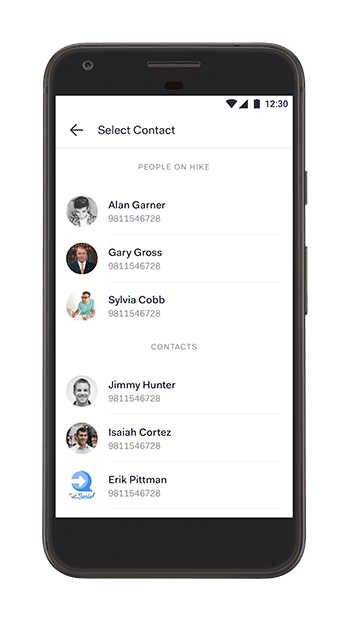 12:30
Select Contact
PEOPLE ON HIKE
Alan Garner
9811546728
Gary Gross
9811546728
Sylvia Cobb
9811546728
CONTACTS
Jimmy Hunter
9811546728
Isaiah Cortez
9811546728
Erik Pittman
9811546728